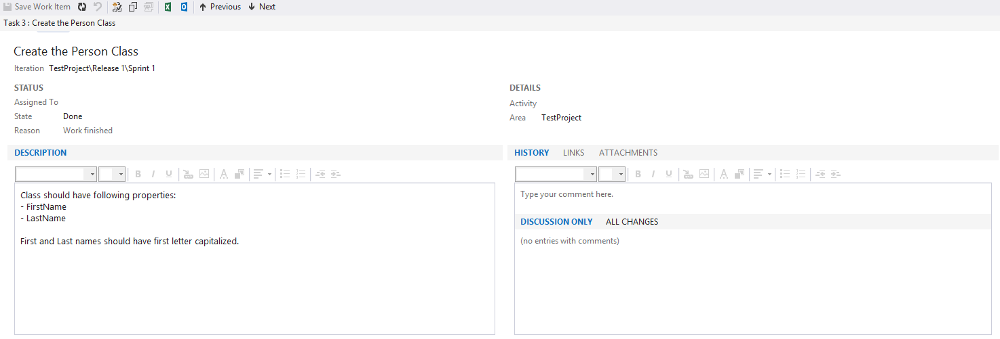 Save Work Item Previous Next
Task 3 : Create the Person Class
Create the Person Class
Iteration TestProject\Release 1\Sprint 1
STATUS
Assigned To
State Done
Reason Work finished
DETAILS
Activity
Area TestProject
DESCRIPTION
B I U A
Class should have following properties:
- FirstName
- LastName
First and Last names should have first letter capitalized.
HISTORY LINKS ATTACHMENTS
B I U A
Type your comment here.
DISCUSSION ONLY ALL CHANGES
(no entries with comments)